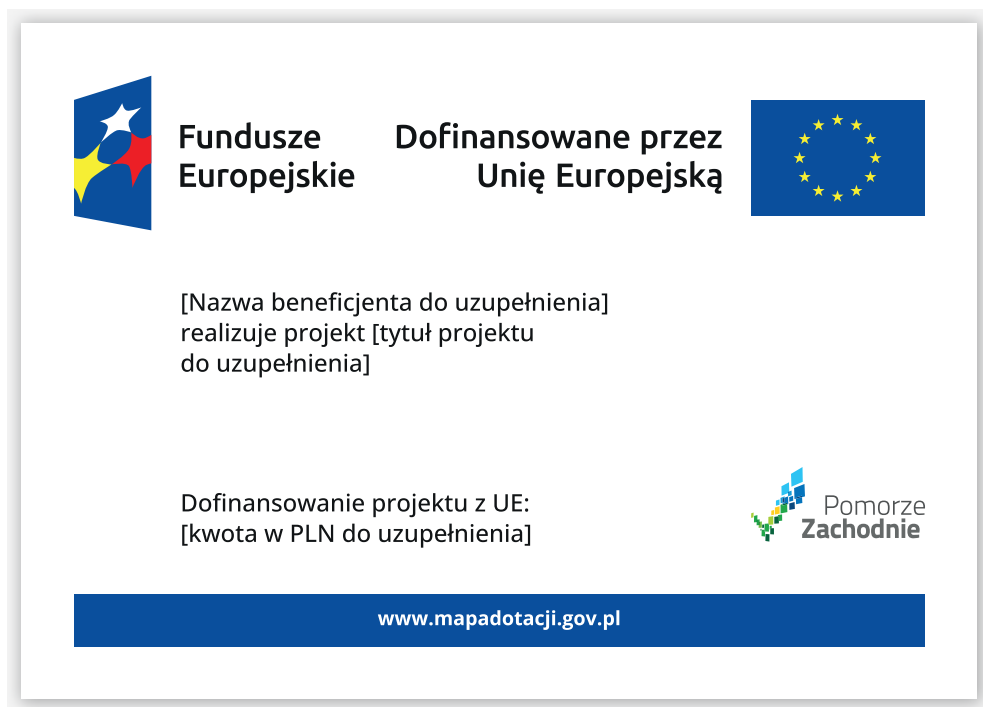 Fundusze
Europejskie
Dofinansowane przez
Unię Europejską
[Nazwa beneficjenta do uzupełnienia]
realizuje projekt [tytuł projektu
do uzupełnienia]
Dofinansowanie projektu z UE:
[kwota w PLN do uzupełnienia]
Pomorze
Zachodnie
www.mapadotacji.gov.pl